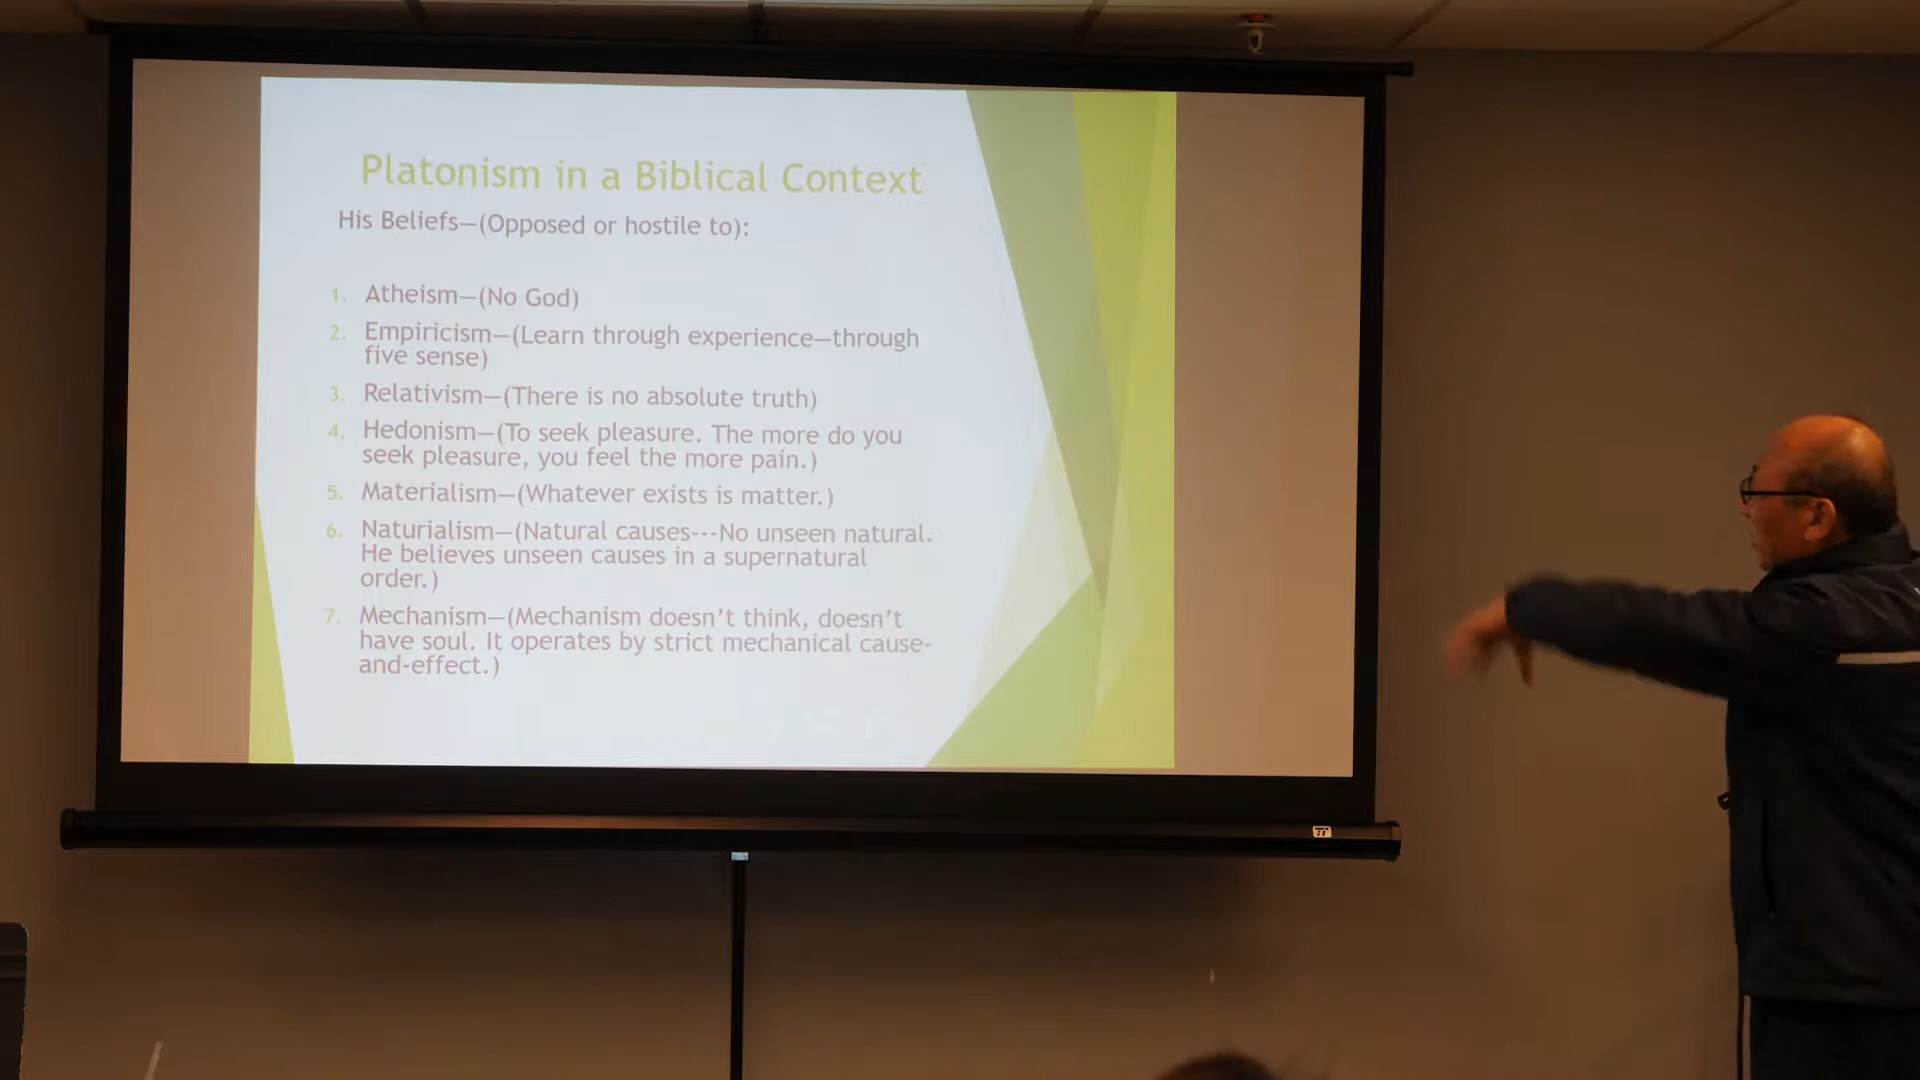 Platonism in a Biblical Context
His Beliefs—(Opposed or hostile to):
1. Atheism—(No God)
2. Empiricism—(Learn through experience—through
five sense)
3. Relativism—(There is no absolute truth)
4. Hedonism—(To seek pleasure. The more do you
seek pleasure, you feel the more pain.)
5. Materialism—(Whatever exists is matter.)
6. Naturialism—(Natural causes---No unseen natural.
He believes unseen causes in a supernatural
order.)
7. Mechanism—(Mechanism doesn’t think, doesn’t
have soul. It operates by strict mechanical cause-
and-effect.)